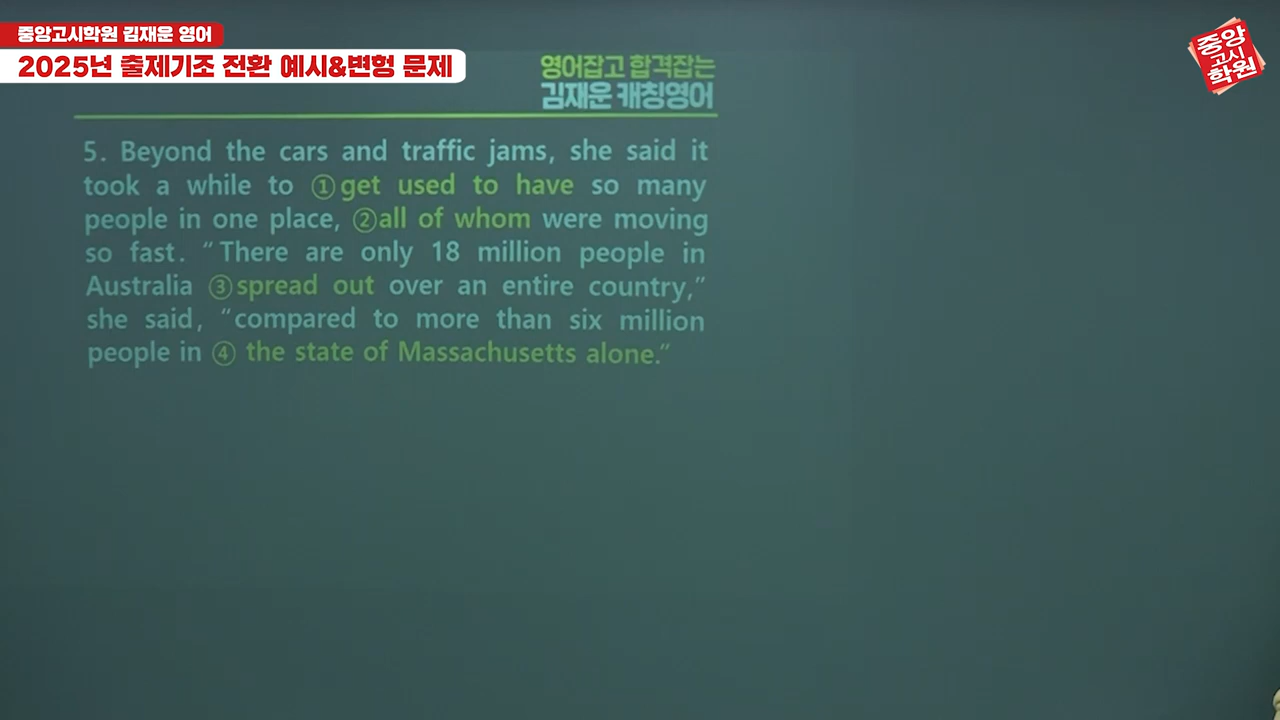 중앙고시학원 김재운 영어
2025년 출제기조 전환 예시&변형 문제
중앙
고시
학원
영어잡고 합격잡는
김재운 캐칭영어
5. Beyond the cars and traffic jams, she said it
took a while to ①get used to have so many
people in one place, ②all of whom were moving
so fast. “There are only 18 million people in
Australia ③spread out over an entire country,”
she said, “compared to more than six million
people in ④ the state of Massachusetts alone.”